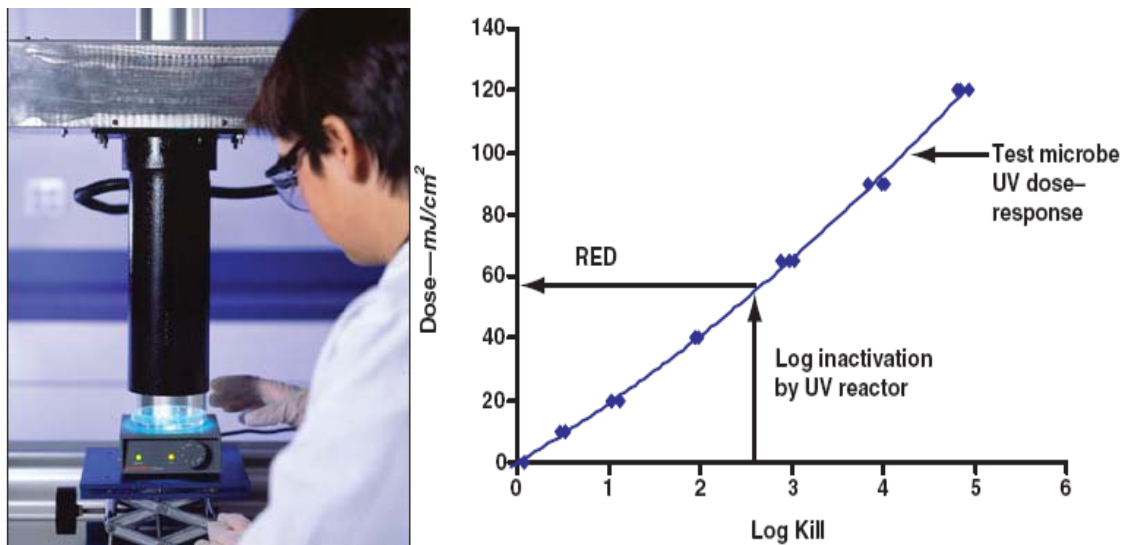 140
120
100
80
60
40
20
0
Dose—mJ/cm²
RED
Test microbe
UV dose–
response
Log inactivation
by UV reactor
0 1 2 3 4 5 6
Log Kill